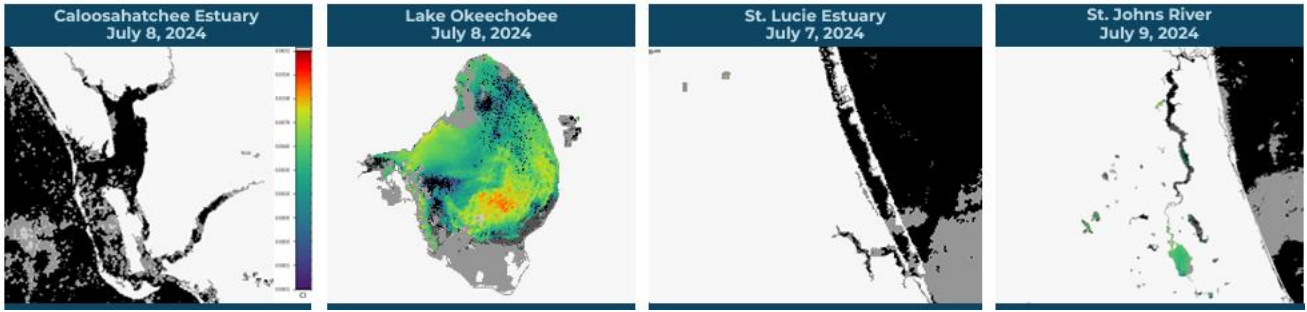 Caloosahatchee Estuary
July 8, 2024
Lake Okeechobee
July 8, 2024
St. Lucie Estuary
July 7, 2024
St. Johns River
July 9, 2024
CI